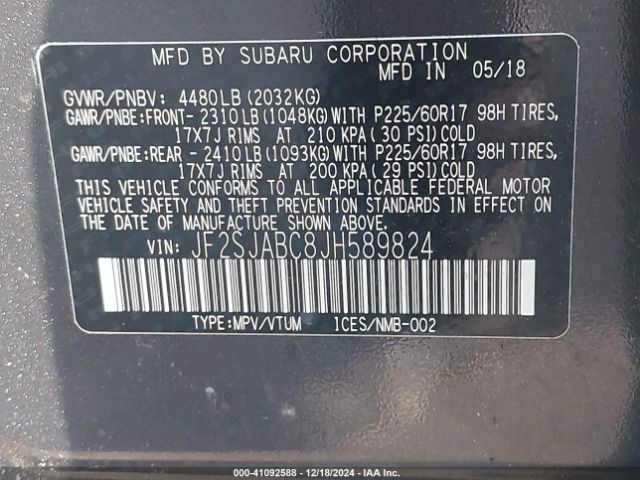 MFD BY SUBARU CORPORATION
MFD IN 05/18
GVWR/PNBV: 4480LB(2032KG)
GAWR/PNBE:FRONT- 2310LB(1048KG)WITH P225/60R17 98H TIRES,
17X7J RIMS AT 210 KPA(30 PSI)COLD
GAWR/PNBE:REAR - 2410LB(1093KG)WITH P225/60R17 98H TIRES,
17X7J RIMS AT 200 KPA(29 PSI)COLD
THIS VEHICLE CONFORMS TO ALL APPLICABLE FEDERAL MOTOR
VEHICLE SAFETY AND THEFT PREVENTION STANDARDS IN EFFECT ON
THE DATE OF MANUFACTURE SHOWN ABOVE.
VIN: JF2SJABC8JH589824
TYPE:MPV/VTUM ICES/NMB-002
000-41092588 - 12/18/2024 - IAA Inc.